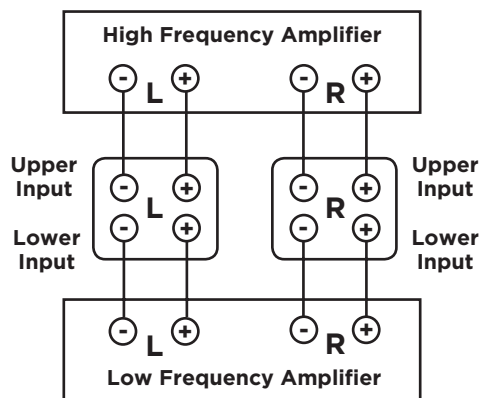 High Frequency Amplifier
- L + - R +
Upper
Input
- L + - R +
Upper
Input
Lower
Input
- + - +
Lower
Input
- L + - R +
Low Frequency Amplifier